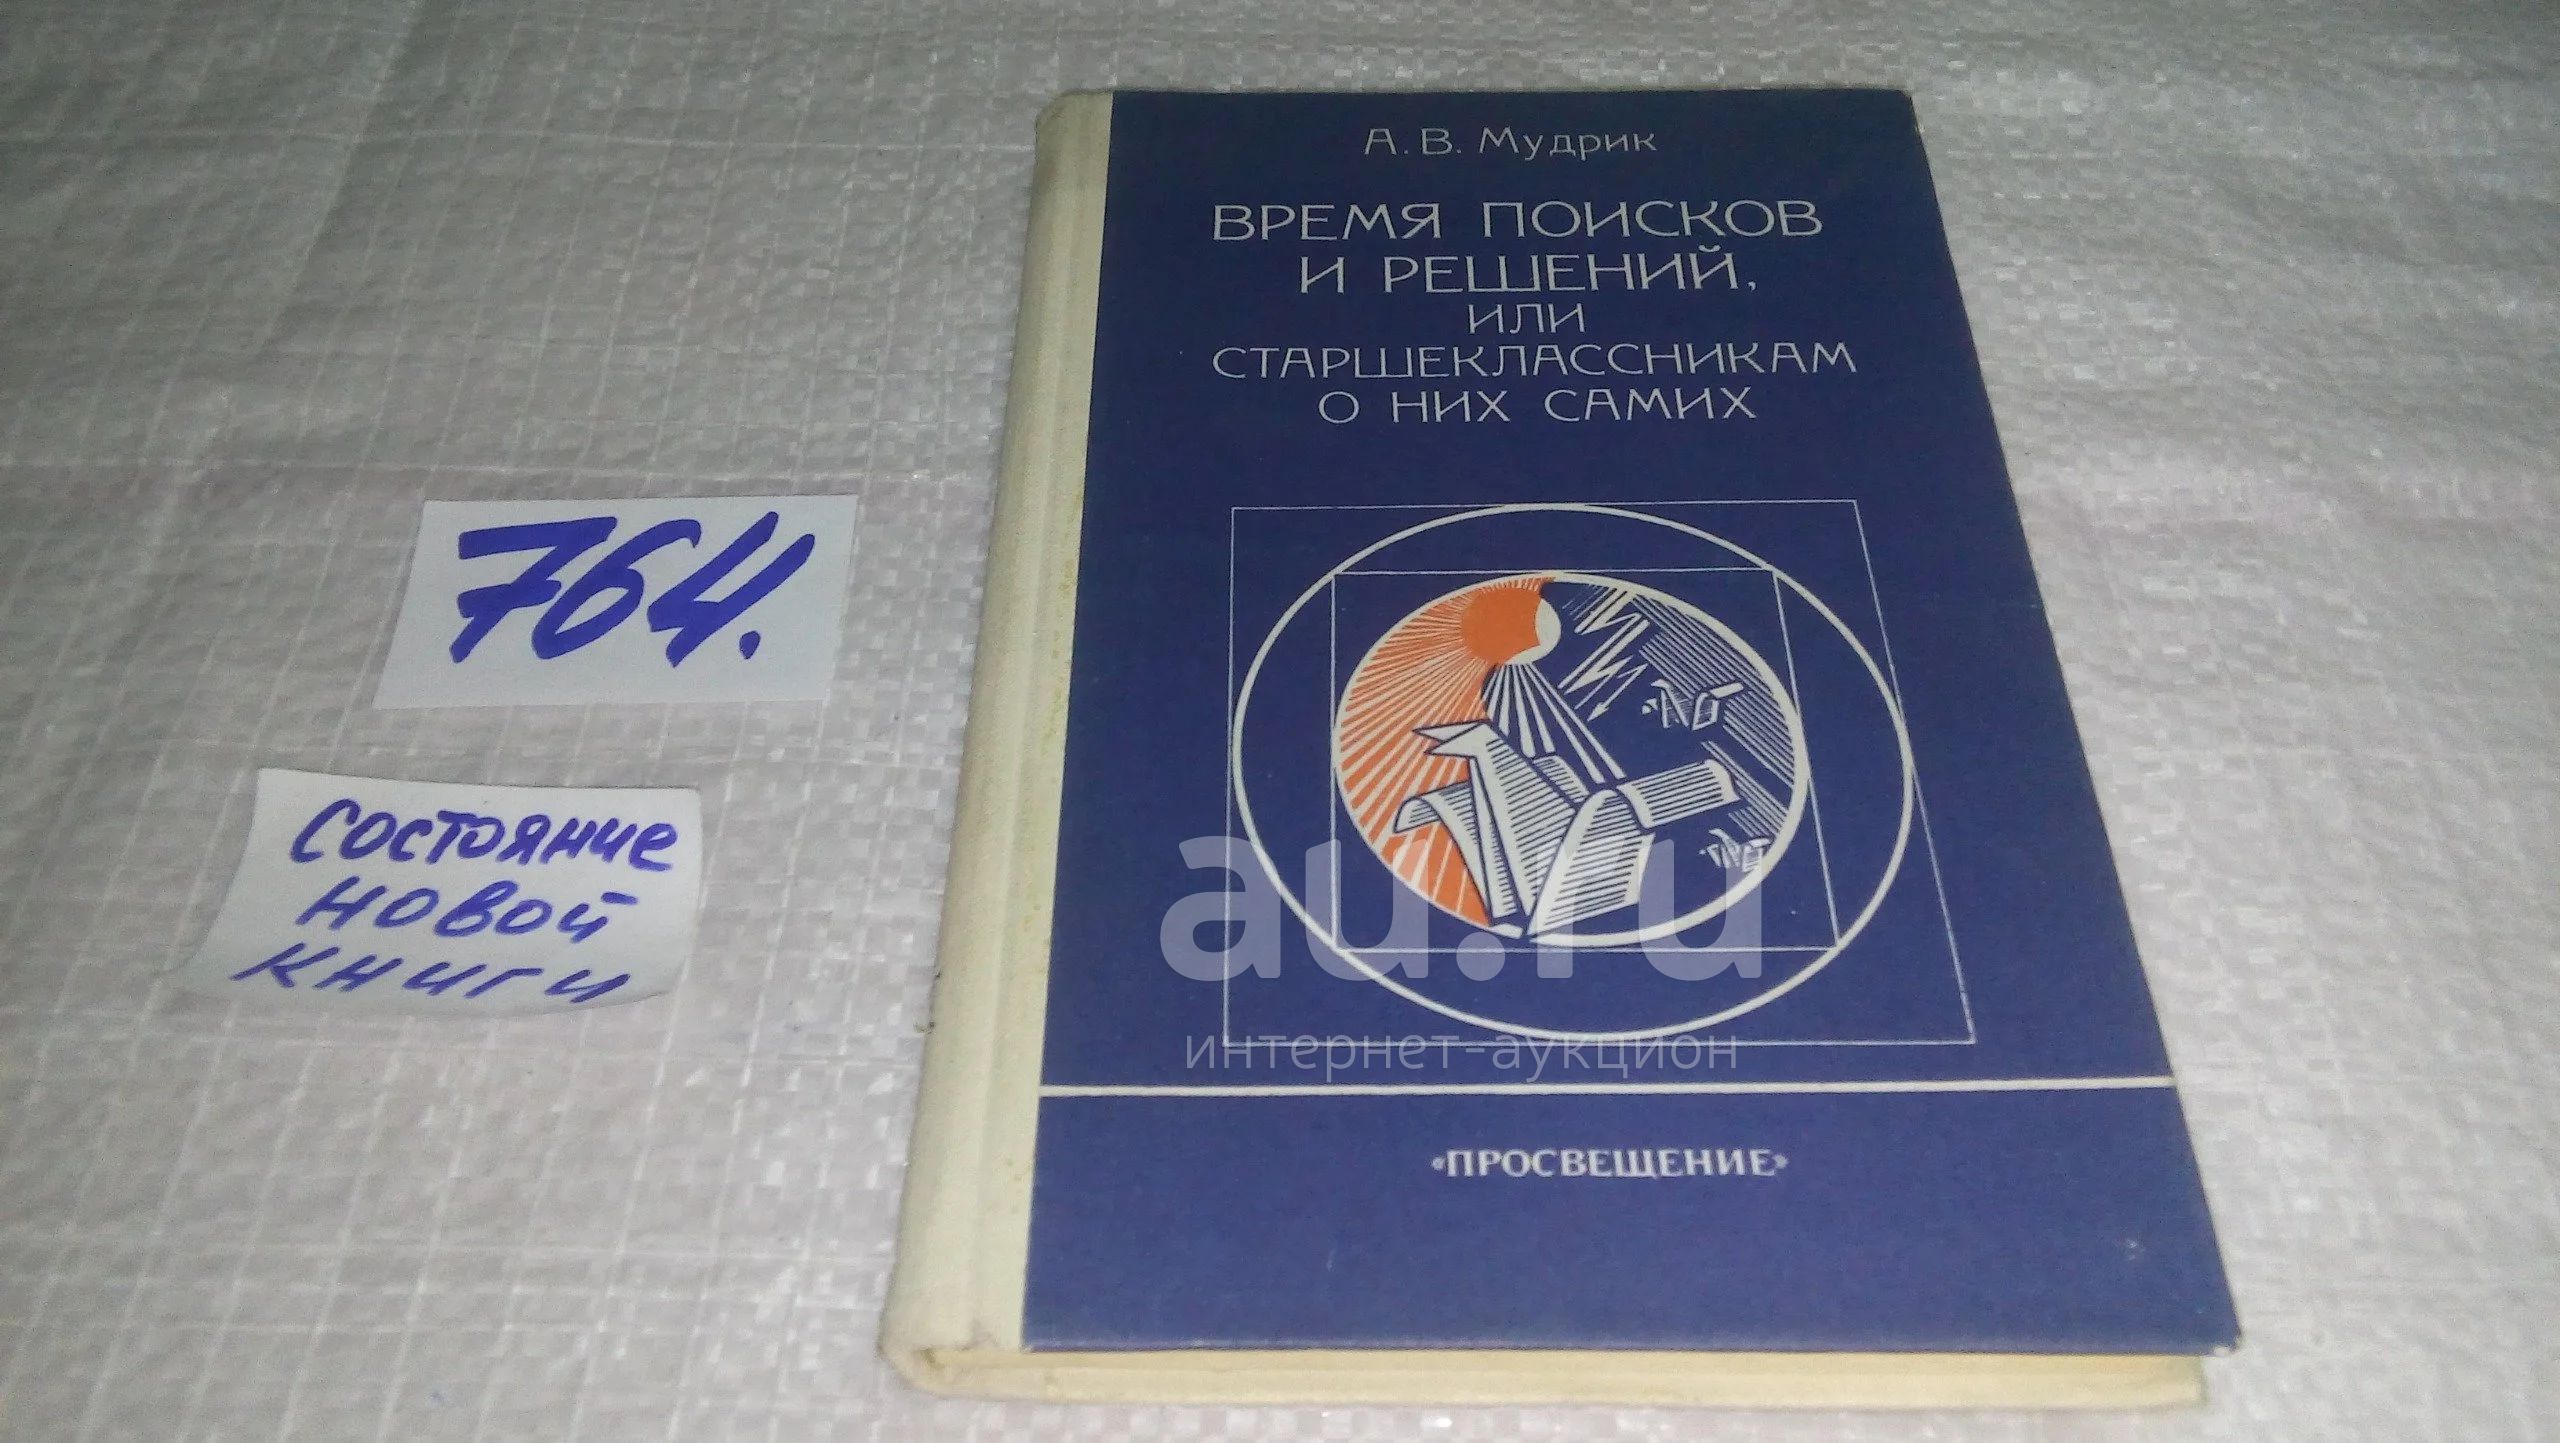 А. В. Мудрик
ВРЕМЯ ПОИСКОВ
И РЕШЕНИЙ,
ИЛИ
СТАРШЕКЛАССНИКАМ
О НИХ САМИХ
764.
Состояние
новой
книги
au.ru
интернет-аукцион
«ПРОСВЕЩЕНИЕ»